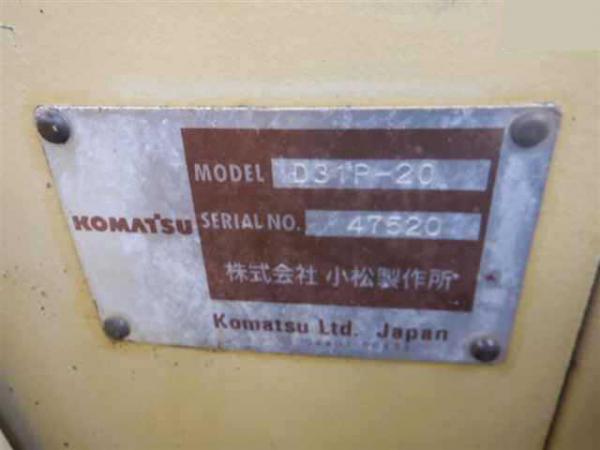 KOMATSU
MODEL D31P-20
SERIAL NO. 47520
株式会社 小松製作所
Komatsu Ltd. Japan